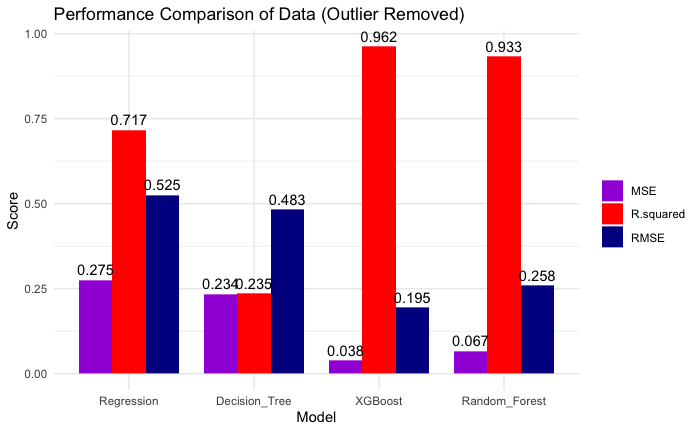 Performance Comparison of Data (Outlier Removed)
1.00
0.75
0.50
0.25
0.00
Score
0.275
0.717
0.525
0.234
0.235
0.483
0.038
0.962
0.195
0.067
0.933
0.258
Regression
Decision_Tree
XGBoost
Random_Forest
Model
MSE
R.squared
RMSE